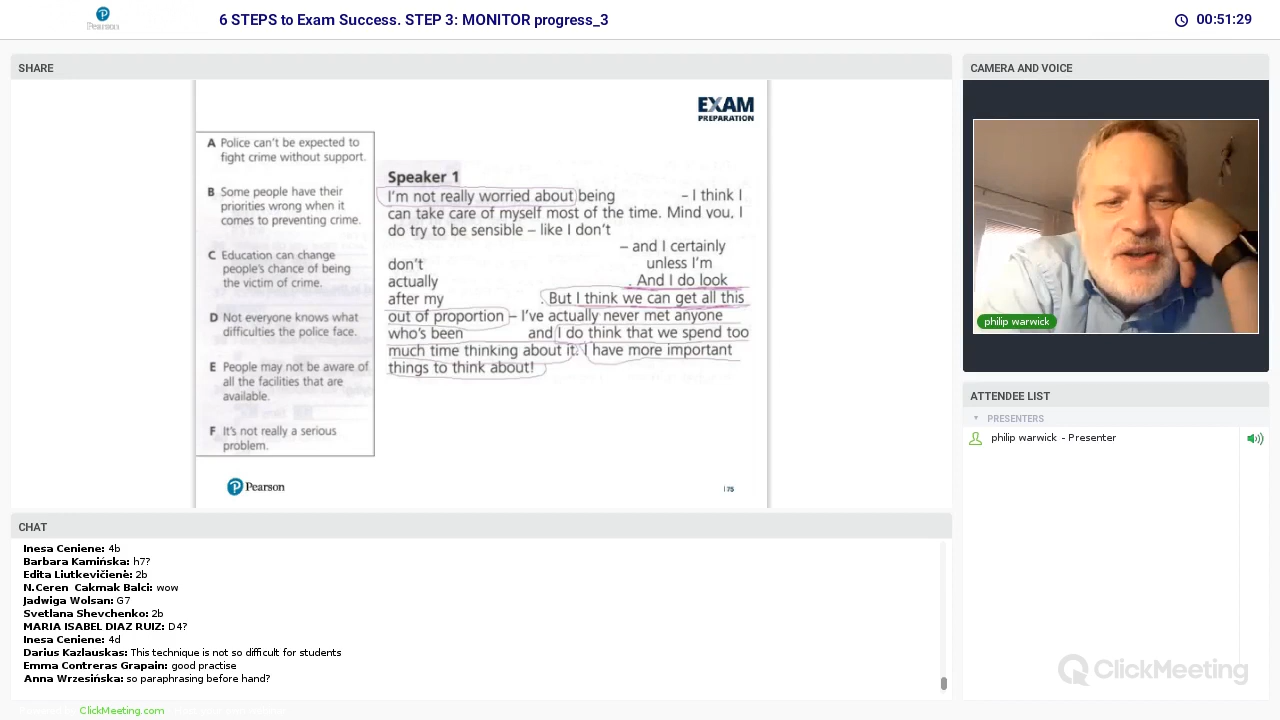 Pearson
6 STEPS to Exam Success. STEP 3: MONITOR progress_3
00:51:29
SHARE
EXAM
PREPARATION
A Police can't be expected to
fight crime without support.
B Some people have their
priorities wrong when it
comes to preventing crime.
C Education can change
people's chance of being
the victim of crime.
D Not everyone knows what
difficulties the police face.
E People may not be aware of
all the facilities that are
available.
F It's not really a serious
problem.
Speaker 1
I'm not really worried about being – I think I
can take care of myself most of the time. Mind you, I
do try to be sensible – like I don't
– and I certainly
don't unless I'm
actually . And I do look
after my . But I think we can get all this
out of proportion – I've actually never met anyone
who's been and I do think that we spend too
much time thinking about it. I have more important
things to think about!
Pearson
| 75
CAMERA AND VOICE
philip warwick
ATTENDEE LIST
PRESENTERS
philip warwick - Presenter
CHAT
Inesa Ceniene: 4b
Barbara Kamińska: h7?
Edita Liutkevičienė: 2b
N.Ceren Cakmak Balci: wow
Jadwiga Wolsan: G7
Svetlana Shevchenko: 2b
MARIA ISABEL DIAZ RUIZ: D4?
Inesa Ceniene: 4d
Darius Kazlauskas: This technique is not so difficult for students
Emma Contreras Grapain: good practise
Anna Wrzesińska: so paraphrasing before hand?
ClickMeeting
ClickMeeting.com